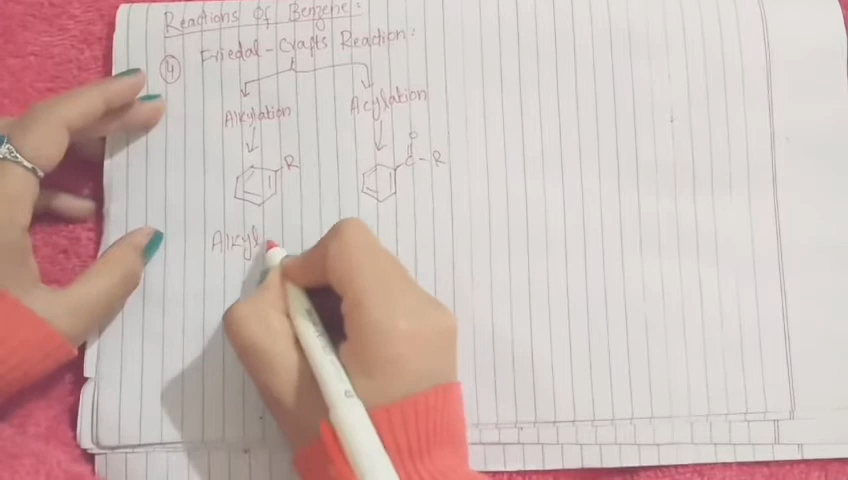 Reactions Of Benzene:
④ Friedal-Crafts Reaction:
Alkylation Acylation
R
O
C-R
Alkyl